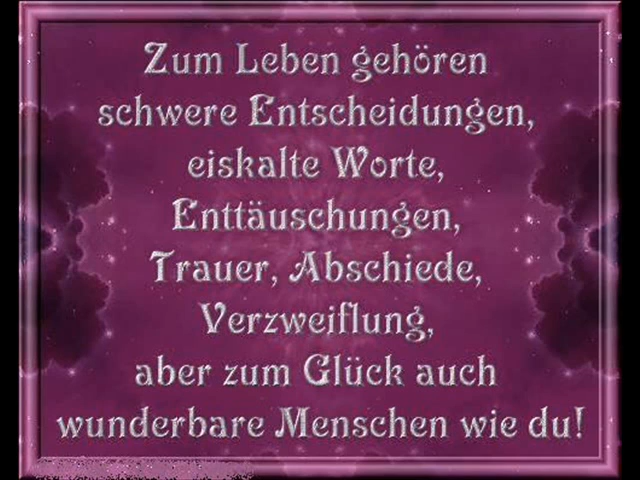 Zum Leben gehören
schwere Entscheidungen,
eiskalte Worte,
Enttäuschungen,
Trauer, Abschiede,
Verzweiflung,
aber zum Glück auch
wunderbare Menschen wie du!